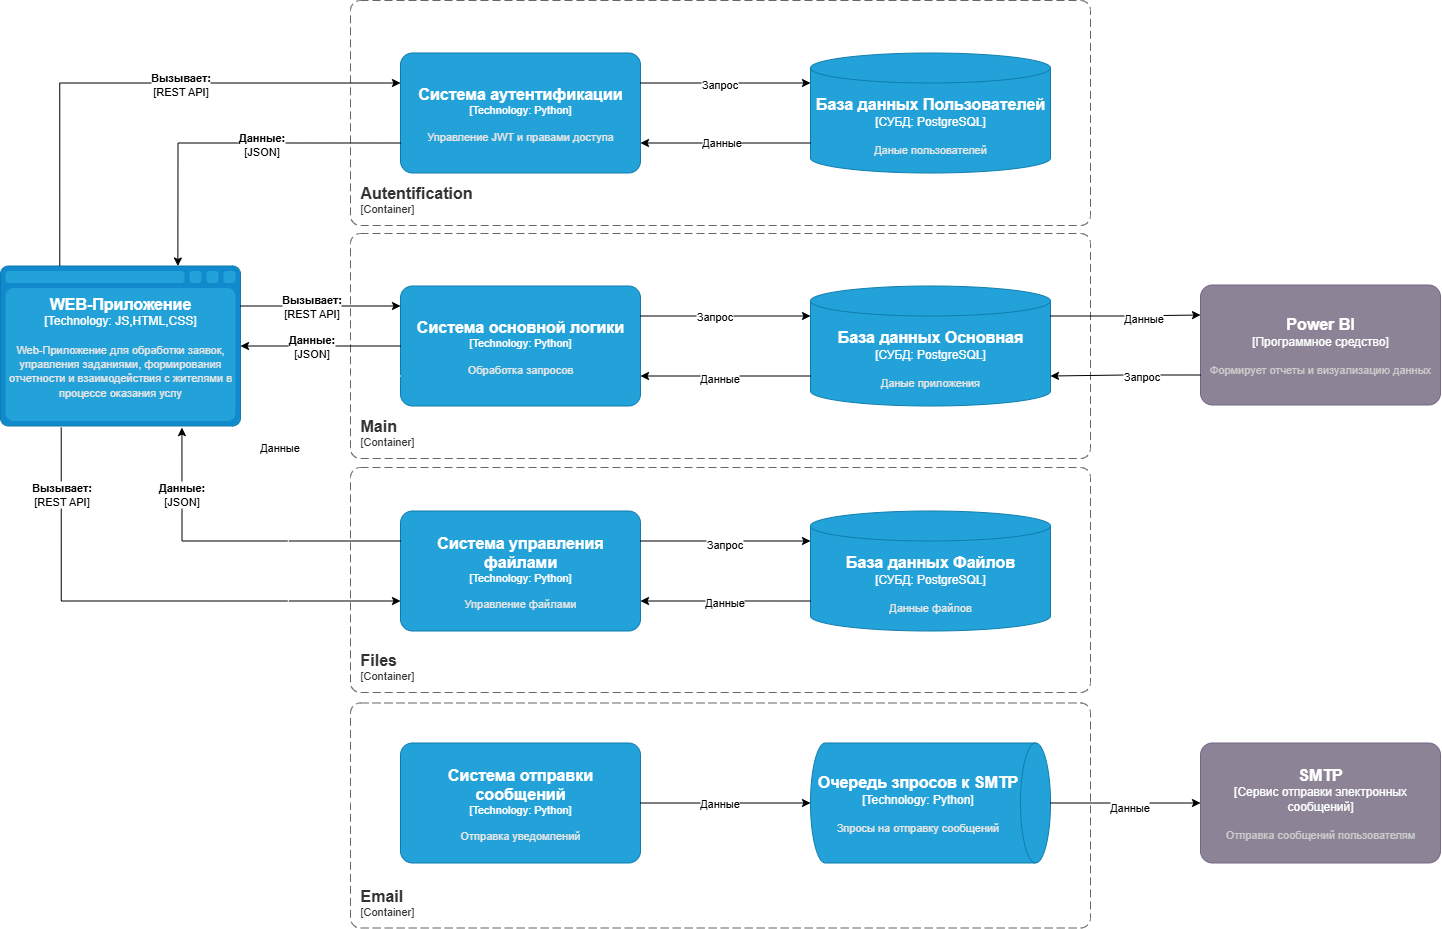 Вызывает:
[REST API]
Данные:
[JSON]
Система аутентификации
[Technology: Python]
Управление JWT и правами доступа
Запрос
Данные
База данных Пользователей
[СУБД: PostgreSQL]
Даные пользователей
Autentification
[Container]
WEB-Приложение
[Technology: JS,HTML,CSS]
Web-Приложение для обработки заявок,
управления заданиями, формирования
отчетности и взаимодействия с жителями в
процессе оказания услу
Вызывает:
[REST API]
Данные:
[JSON]
Система основной логики
[Technology: Python]
Обработка запросов
Запрос
Данные
База данных Основная
[СУБД: PostgreSQL]
Даные приложения
Данные
Запрос
Power BI
[Программное средство]
Формирует отчеты и визуализацию данных
Main
[Container]
Данные
Вызывает:
[REST API]
Данные:
[JSON]
Система управления
файлами
[Technology: Python]
Управление файлами
Запрос
Данные
База данных Файлов
[СУБД: PostgreSQL]
Данные файлов
Files
[Container]
Система отправки
сообщений
[Technology: Python]
Отправка уведомлений
Данные
Очередь зпросов к SMTP
[Technology: Python]
Зпросы на отправку сообщений
Данные
SMTP
[Сервис отправки электронных
сообщений]
Отправка сообщений пользователям
Email
[Container]